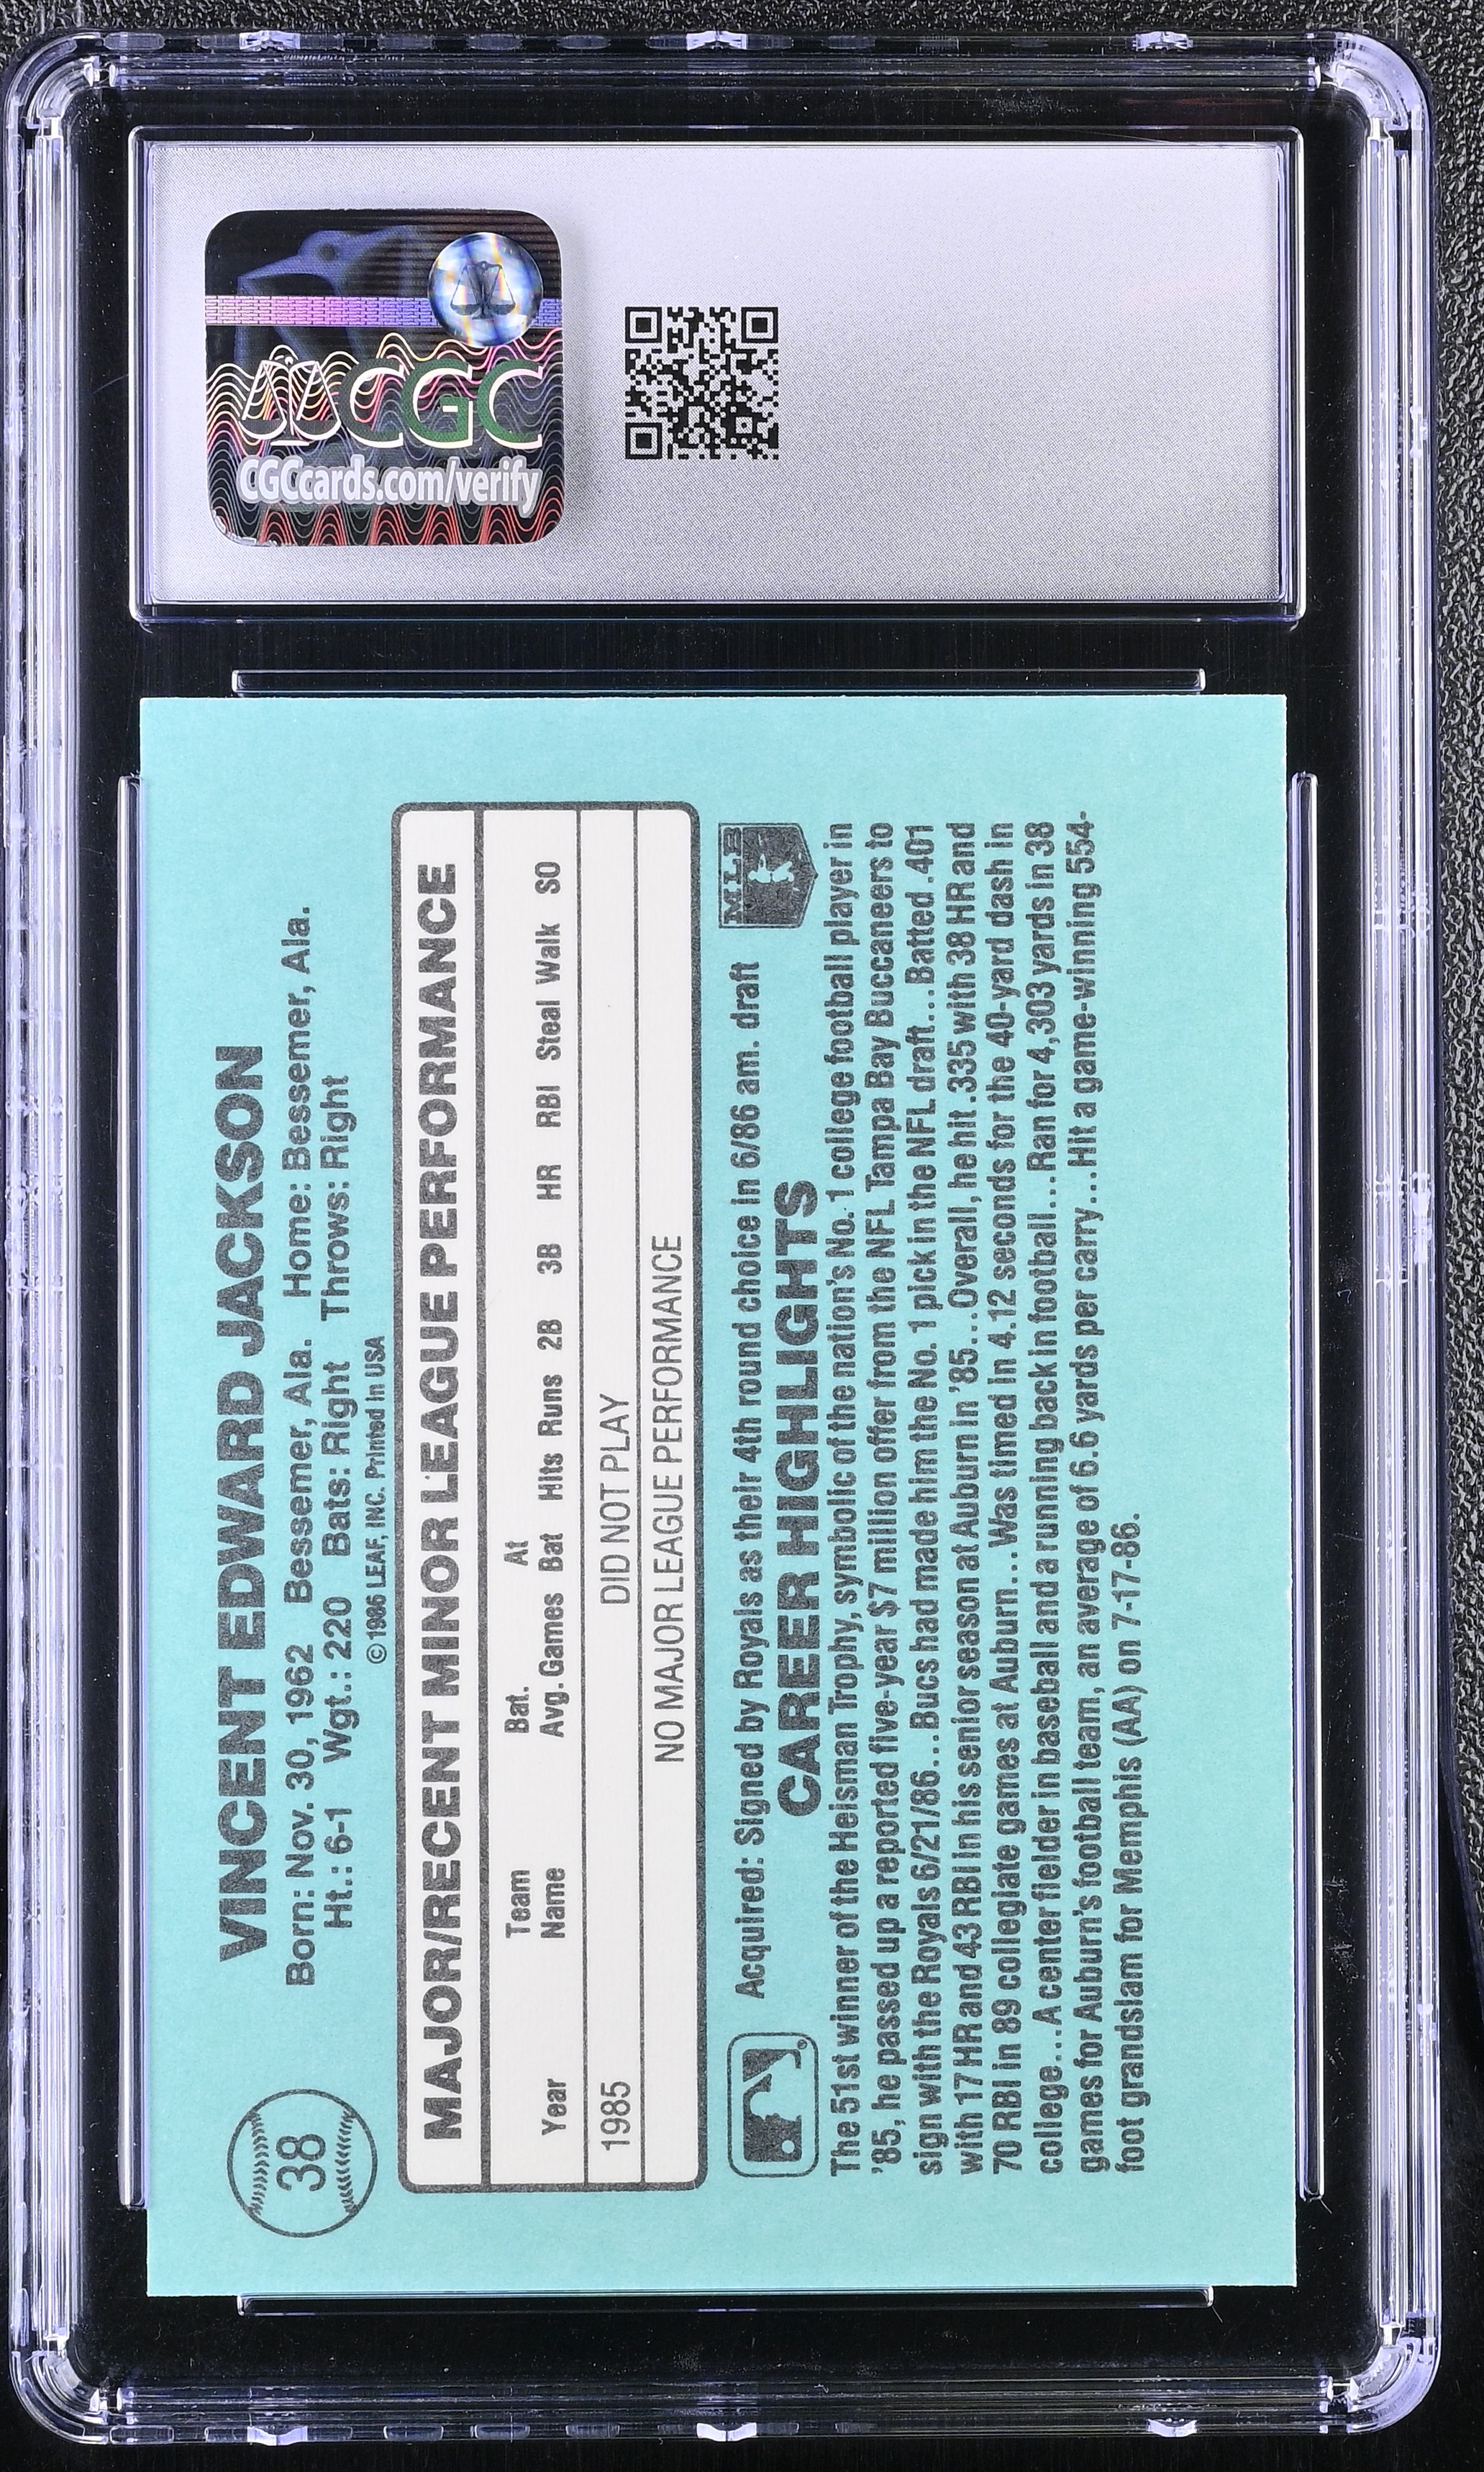 CGC
CGCcards.com/verify
38
VINCENT EDWARD JACKSON
Born: Nov. 30, 1962 Bessemer, Ala. Home: Bessemer, Ala.
Ht.: 6-1 Wgt.: 220 Bats: Right Throws: Right
©1986 LEAF, INC. Printed In USA
MAJOR/RECENT MINOR LEAGUE PERFORMANCE
Team Bat. At
Year Name Avg. Games Bat Hits Runs 2B 3B HR RBI Steal Walk SO
1985 DID NOT PLAY
NO MAJOR LEAGUE PERFORMANCE
Acquired: Signed by Royals as their 4th round choice in 6/86 am. draft
MLB
CAREER HIGHLIGHTS
The 51st winner of the Heisman Trophy, symbolic of the nation's No. 1 college football player in
'85, he passed up a reported five-year $7 million offer from the NFL Tampa Bay Buccaneers to
sign with the Royals 6/21/86...Bucs had made him the No. 1 pick in the NFL draft...Batted .401
with 17 HR and 43 RBI in his senior season at Auburn in '85...Overall, he hit .335 with 38 HR and
70 RBI in 89 collegiate games at Auburn...Was timed in 4.12 seconds for the 40-yard dash in
college...A center fielder in baseball and a running back in football...Ran for 4,303 yards in 38
games for Auburn's football team, an average of 6.6 yards per carry...Hit a game-winning 554-
foot grandslam for Memphis (AA) on 7-17-86.